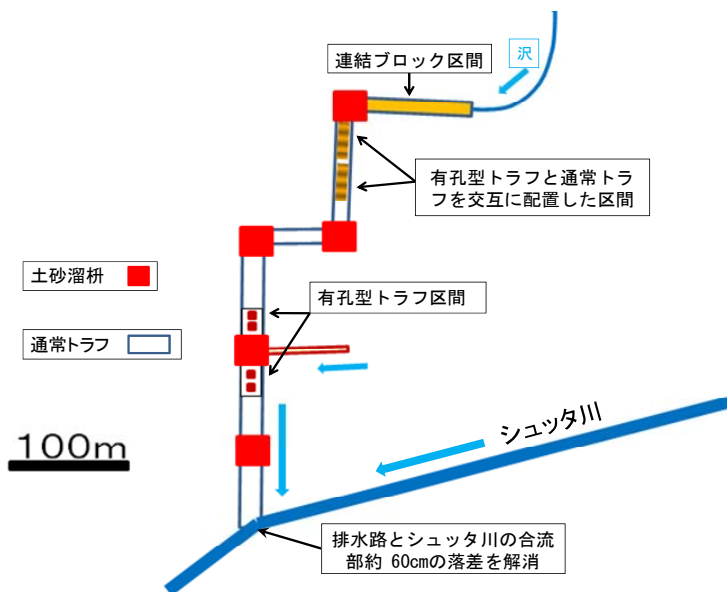 連結ブロック区間
沢
有孔型トラフと通常トラ
フを交互に配置した区間
土砂溜枡
有孔型トラフ区間
通常トラフ
100m
シュッタ川
排水路とシュッタ川の合流
部約 60cmの落差を解消